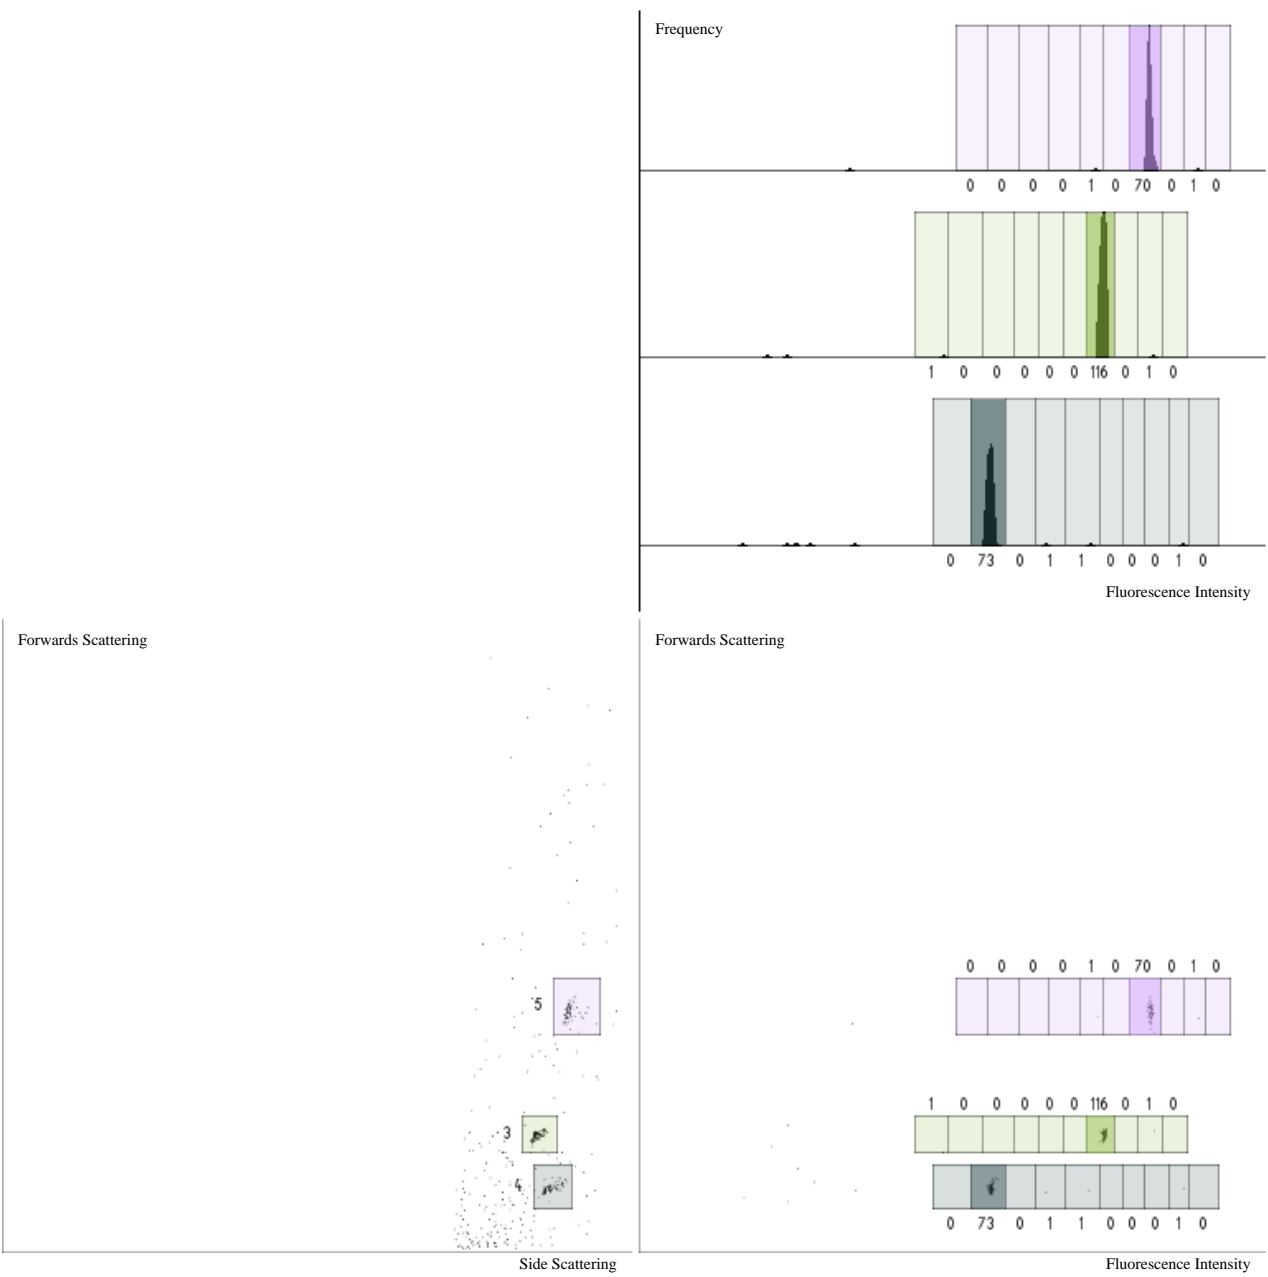 Frequency
0 0 0 0 1 0 70 0 1 0
1 0 0 0 0 0 116 0 1 0
0 73 0 1 1 0 0 0 1 0
Fluorescence Intensity
Forwards Scattering
5
3
4
Side Scattering
Forwards Scattering
0 0 0 0 1 0 70 0 1 0
1 0 0 0 0 0 116 0 1 0
0 73 0 1 1 0 0 0 1 0
Fluorescence Intensity